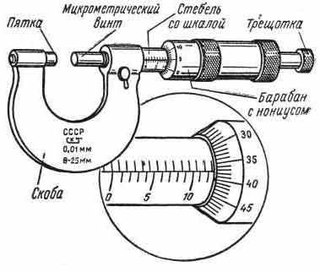 Пятка
Микрометрический
винт
Стебель
со шкалой
Трещотка
Барабан
с нониусом
СССР
0,01мм
0-25мм
Скоба
0
5
10
30
35
40
45